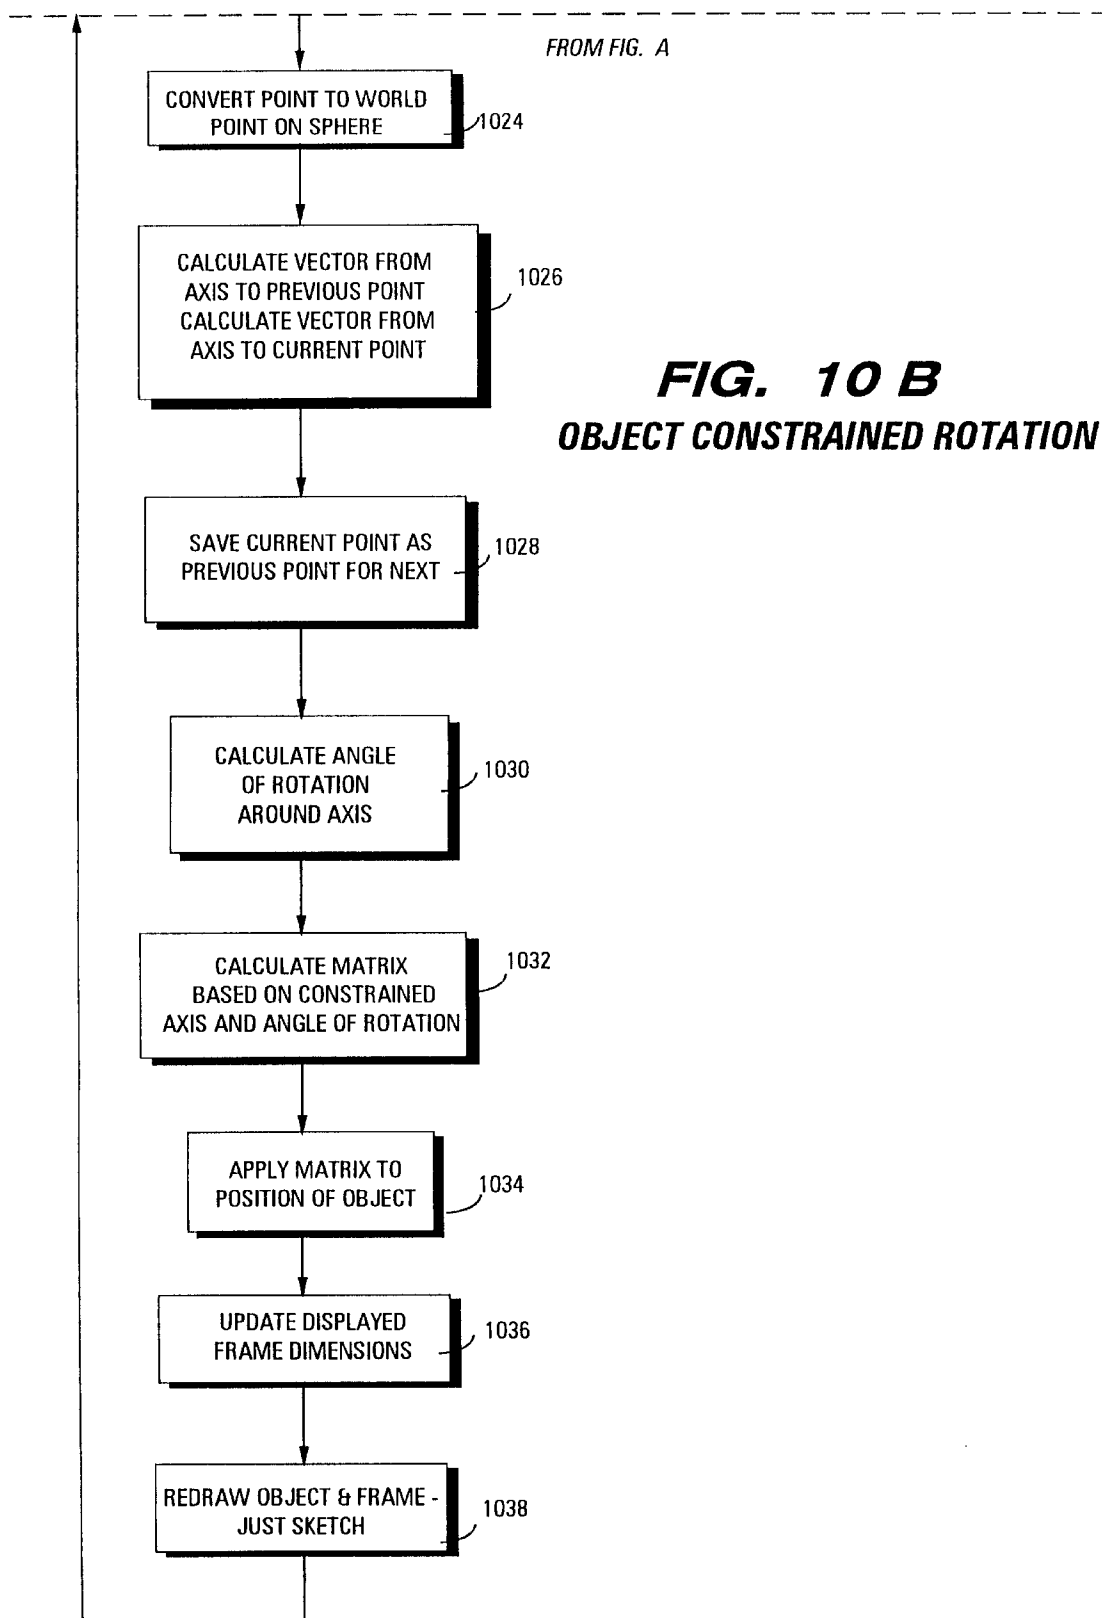 FROM FIG. A
CONVERT POINT TO WORLD
POINT ON SPHERE
1024
CALCULATE VECTOR FROM
AXIS TO PREVIOUS POINT
CALCULATE VECTOR FROM
AXIS TO CURRENT POINT
1026
FIG. 10 B
OBJECT CONSTRAINED ROTATION
SAVE CURRENT POINT AS
PREVIOUS POINT FOR NEXT
1028
CALCULATE ANGLE
OF ROTATION
AROUND AXIS
1030
CALCULATE MATRIX
BASED ON CONSTRAINED
AXIS AND ANGLE OF ROTATION
1032
APPLY MATRIX TO
POSITION OF OBJECT
1034
UPDATE DISPLAYED
FRAME DIMENSIONS
1036
REDRAW OBJECT & FRAME -
JUST SKETCH
1038